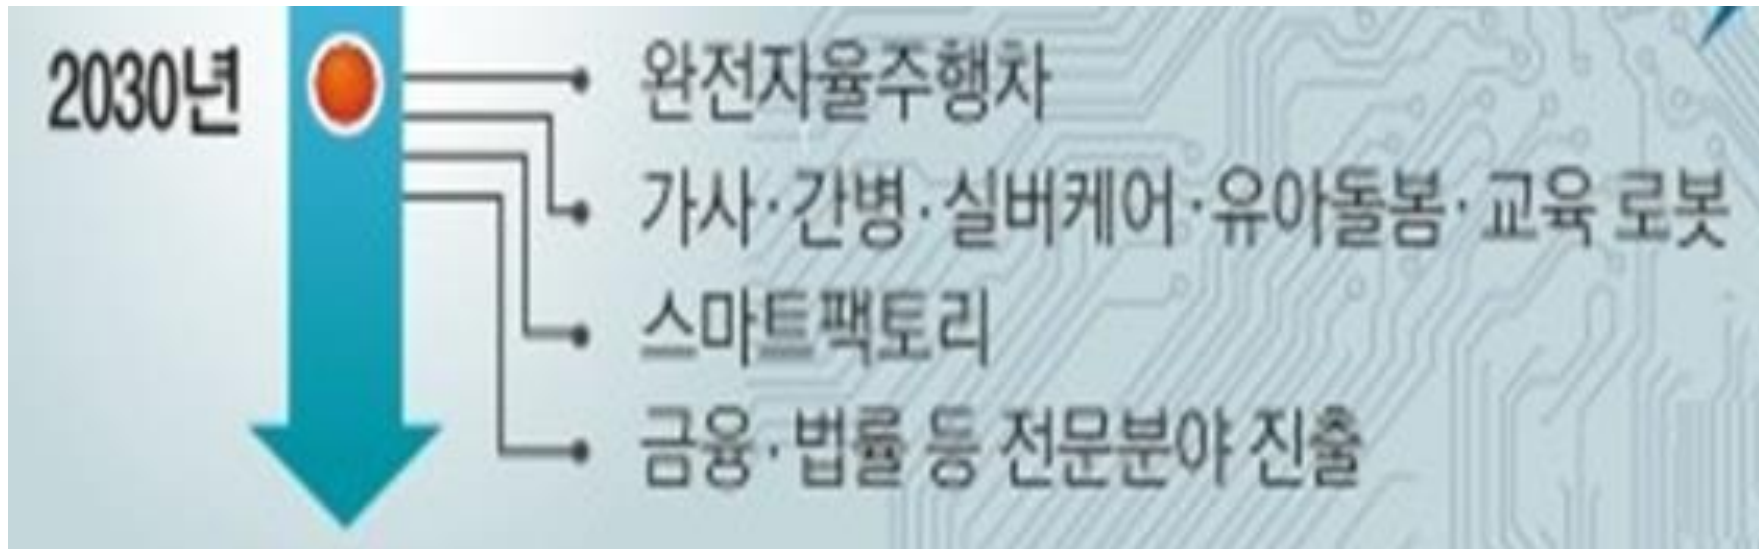 2030년
완전자율주행차
가사·간병·실버케어·유아돌봄·교육 로봇
스마트팩토리
금융·법률 등 전문분야 진출